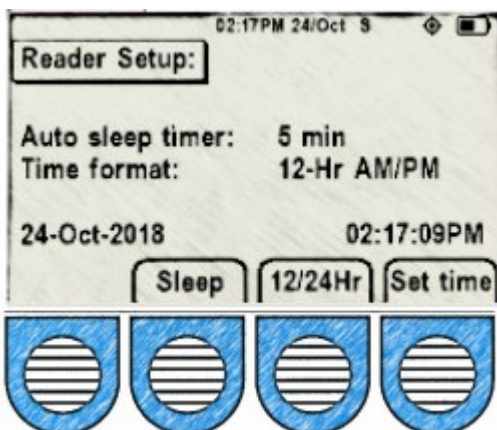 02:17PM 24/Oct S
Reader Setup:
Auto sleep timer: 5 min
Time format: 12-Hr AM/PM
24-Oct-2018 02:17:09PM
Sleep 12/24Hr Set time